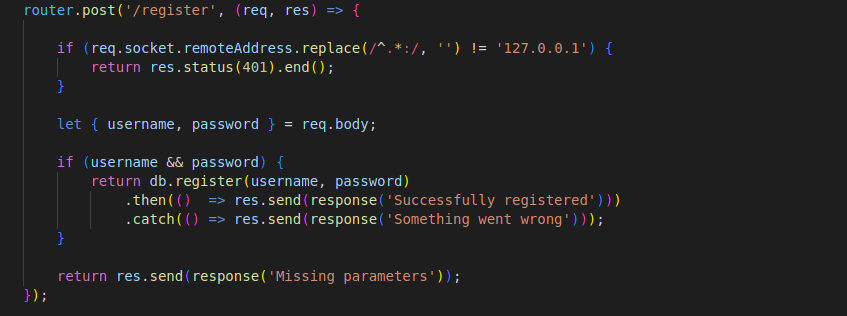 router.post('/register', (req, res) => {
if (req.socket.remoteAddress.replace(/^.*:/, '') != '127.0.0.1') {
return res.status(401).end();
}
let { username, password } = req.body;
if (username && password) {
return db.register(username, password)
.then(()  => res.send(response('Successfully registered')))
.catch(() => res.send(response('Something went wrong')));
}
return res.send(response('Missing parameters'));
});